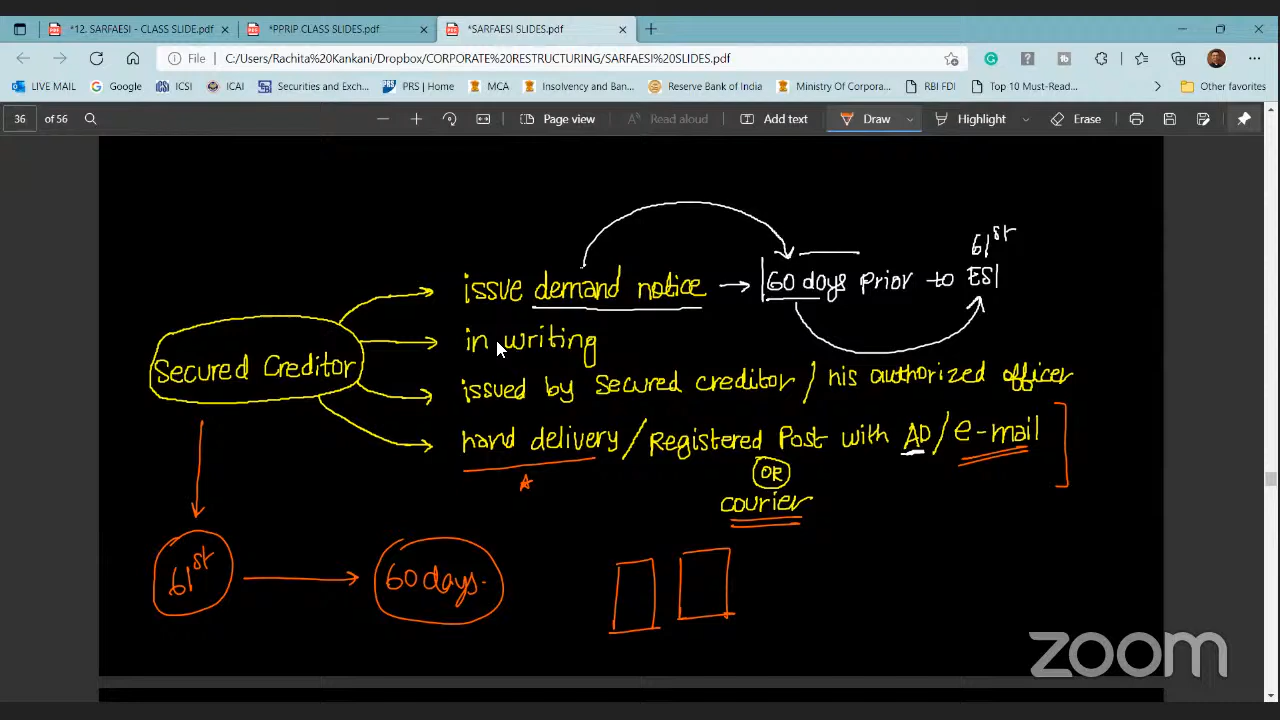 *12. SARFAESI - CLASS SLIDE.pdf
*PPRIP CLASS SLIDES.pdf
*SARFAESI SLIDES.pdf
File
C:/Users/Rachita%20Kankani/Dropbox/CORPORATE%20RESTRUCTURING/SARFAESI%20SLIDES.pdf
LIVE MAIL
Google
ICSI
ICAI
Securities and Exch...
PRS | Home
MCA
Insolvency and Ban...
Reserve Bank of India
Ministry Of Corpora...
RBI FDI
Top 10 Must-Read...
Other favorites
36 of 56
Page view
Read aloud
Add text
Draw
Highlight
Erase
61st
issue demand notice → 60 days prior to ESI
in writing
Secured Creditor
issued by secured creditor / his authorized officer
hand delivery / Registered Post with AD / e-mail
OR
courier
61st → 60 days.
zoom